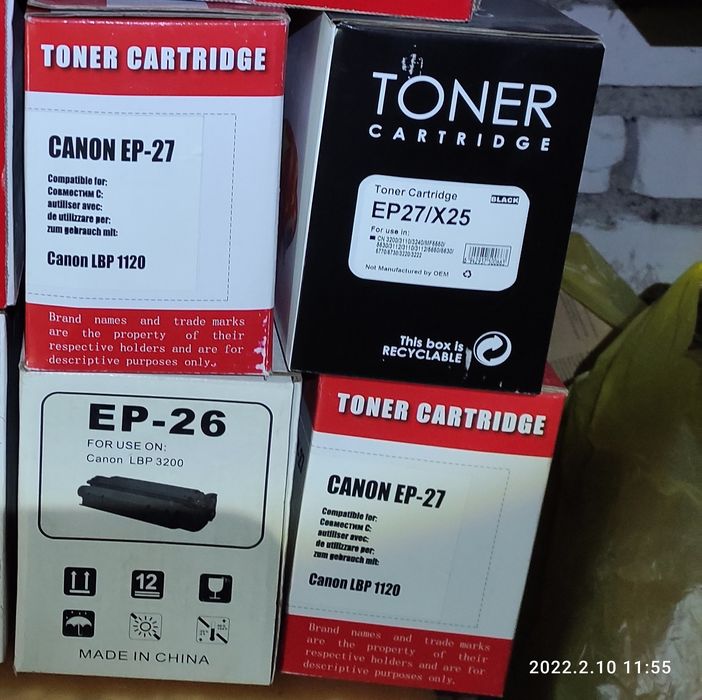 TONER CARTRIDGE
CANON EP-27
Compatible for:
Совместим с:
autiliser avec:
de utilizzare per:
zum gebrauch mit:
Canon LBP 1120
Brand names and trade marks
are the property of their
respective holders and are for
descriptive purposes only.
TONER
CARTRIDGE
Toner Cartridge BLACK
EP27/X25
For use in:
Not Manufactured by OEM
This box is
RECYCLABLE
EP-26
FOR USE ON:
Canon LBP 3200
12
MADE IN CHINA
TONER CARTRIDGE
CANON EP-27
Compatible for:
Совместим с:
autiliser avec:
de utilizzare per:
zum gebrauch mit:
Canon LBP 1120
Brand names and trade marks
are the property of their
respective holders and are for
descriptive purposes only.
2022.2.10 11:55